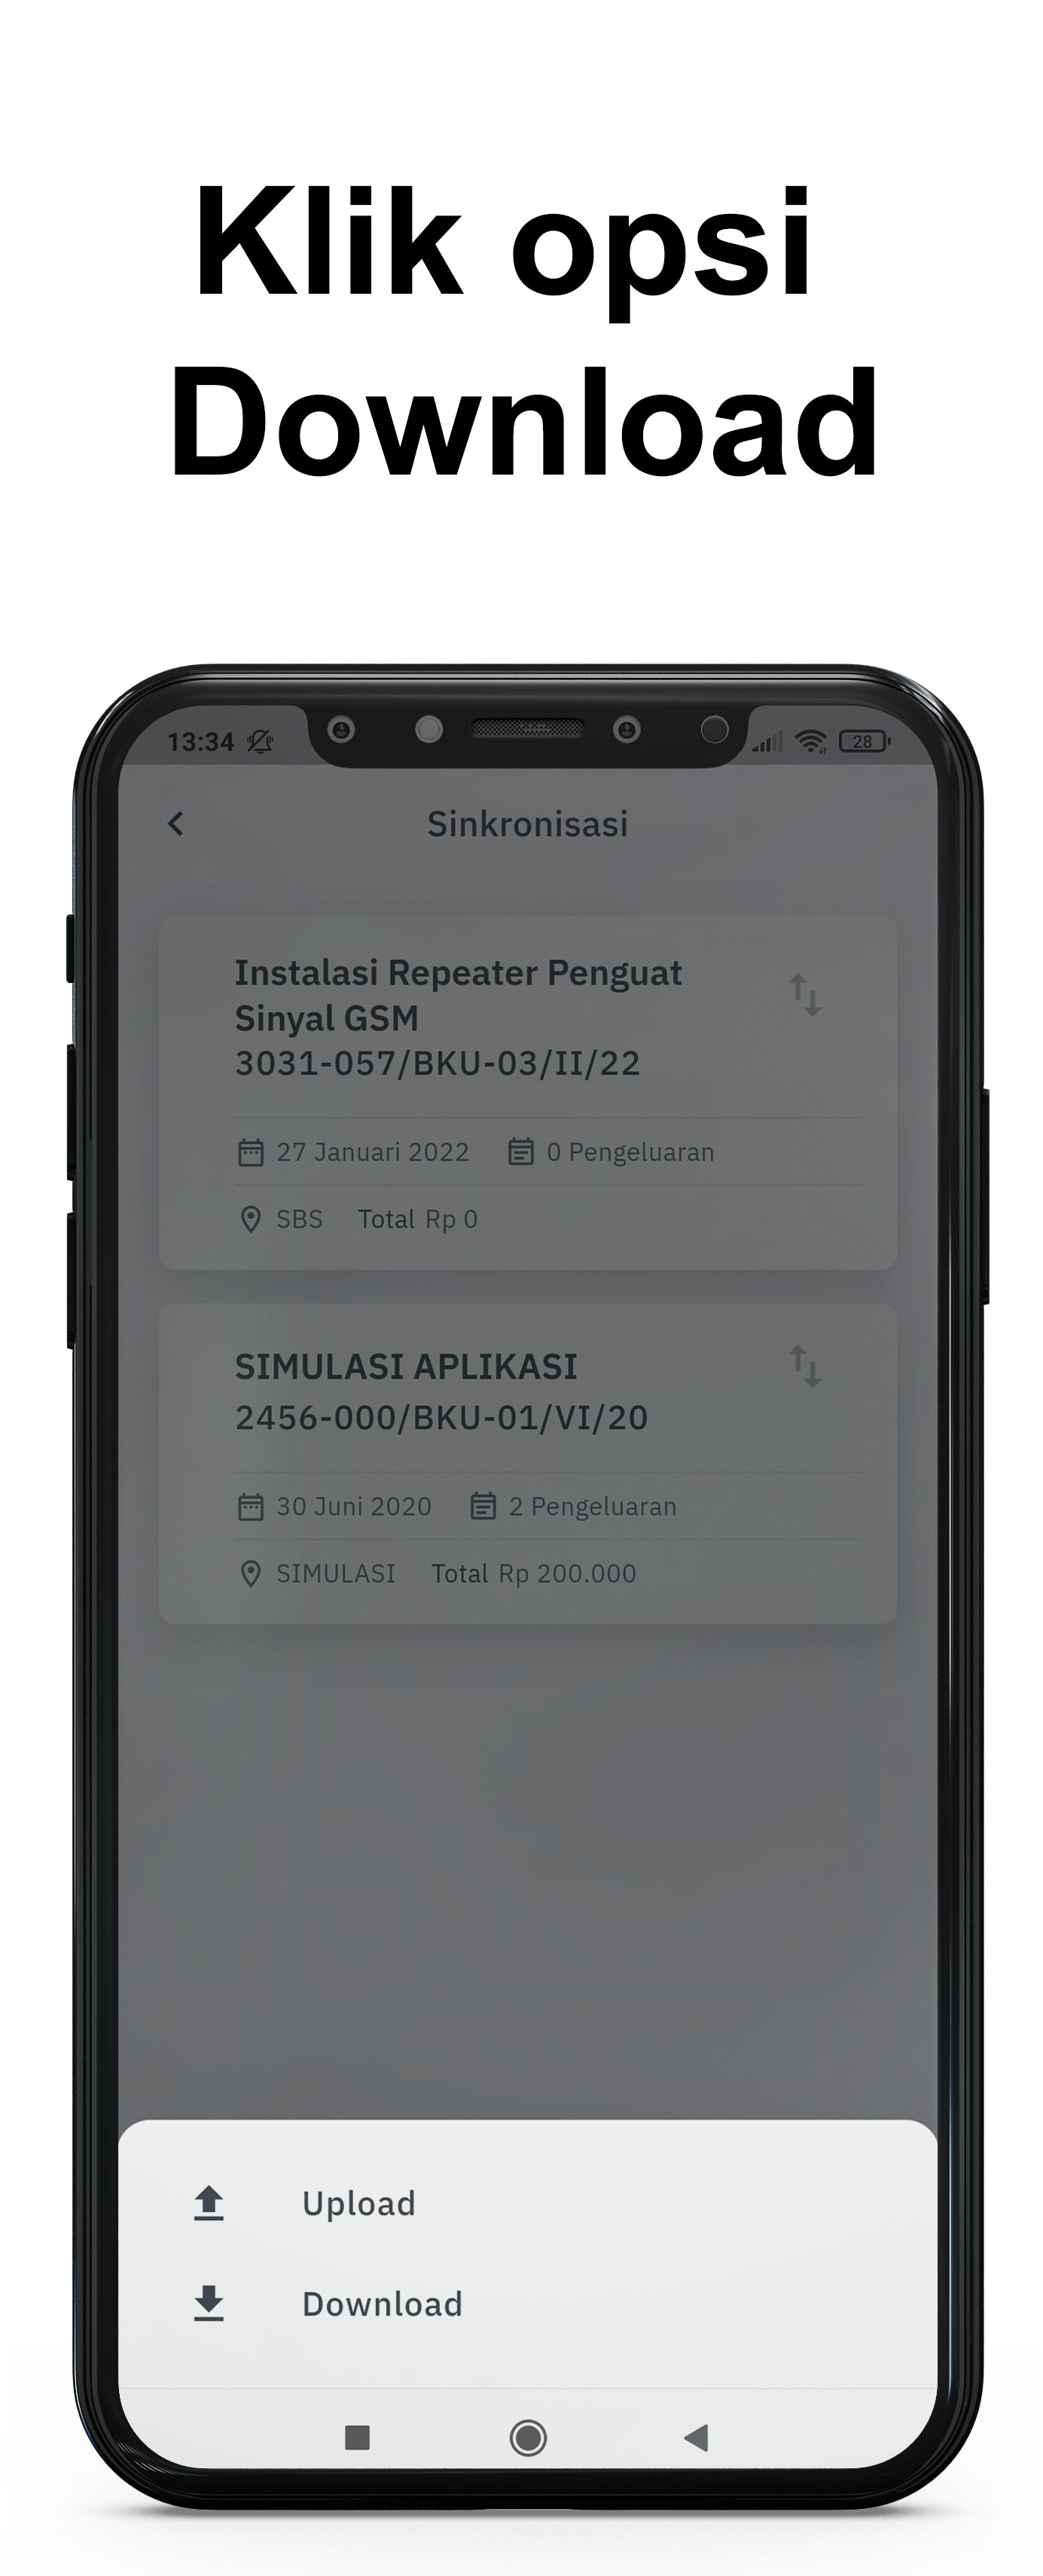 Klik opsi
Download
13:34
28
Sinkronisasi
Instalasi Repeater Penguat
Sinyal GSM
3031-057/BKU-03/II/22
27 Januari 2022 0 Pengeluaran
SBS Total Rp 0
SIMULASI APLIKASI
2456-000/BKU-01/VI/20
30 Juni 2020 2 Pengeluaran
SIMULASI Total Rp 200.000
Upload
Download